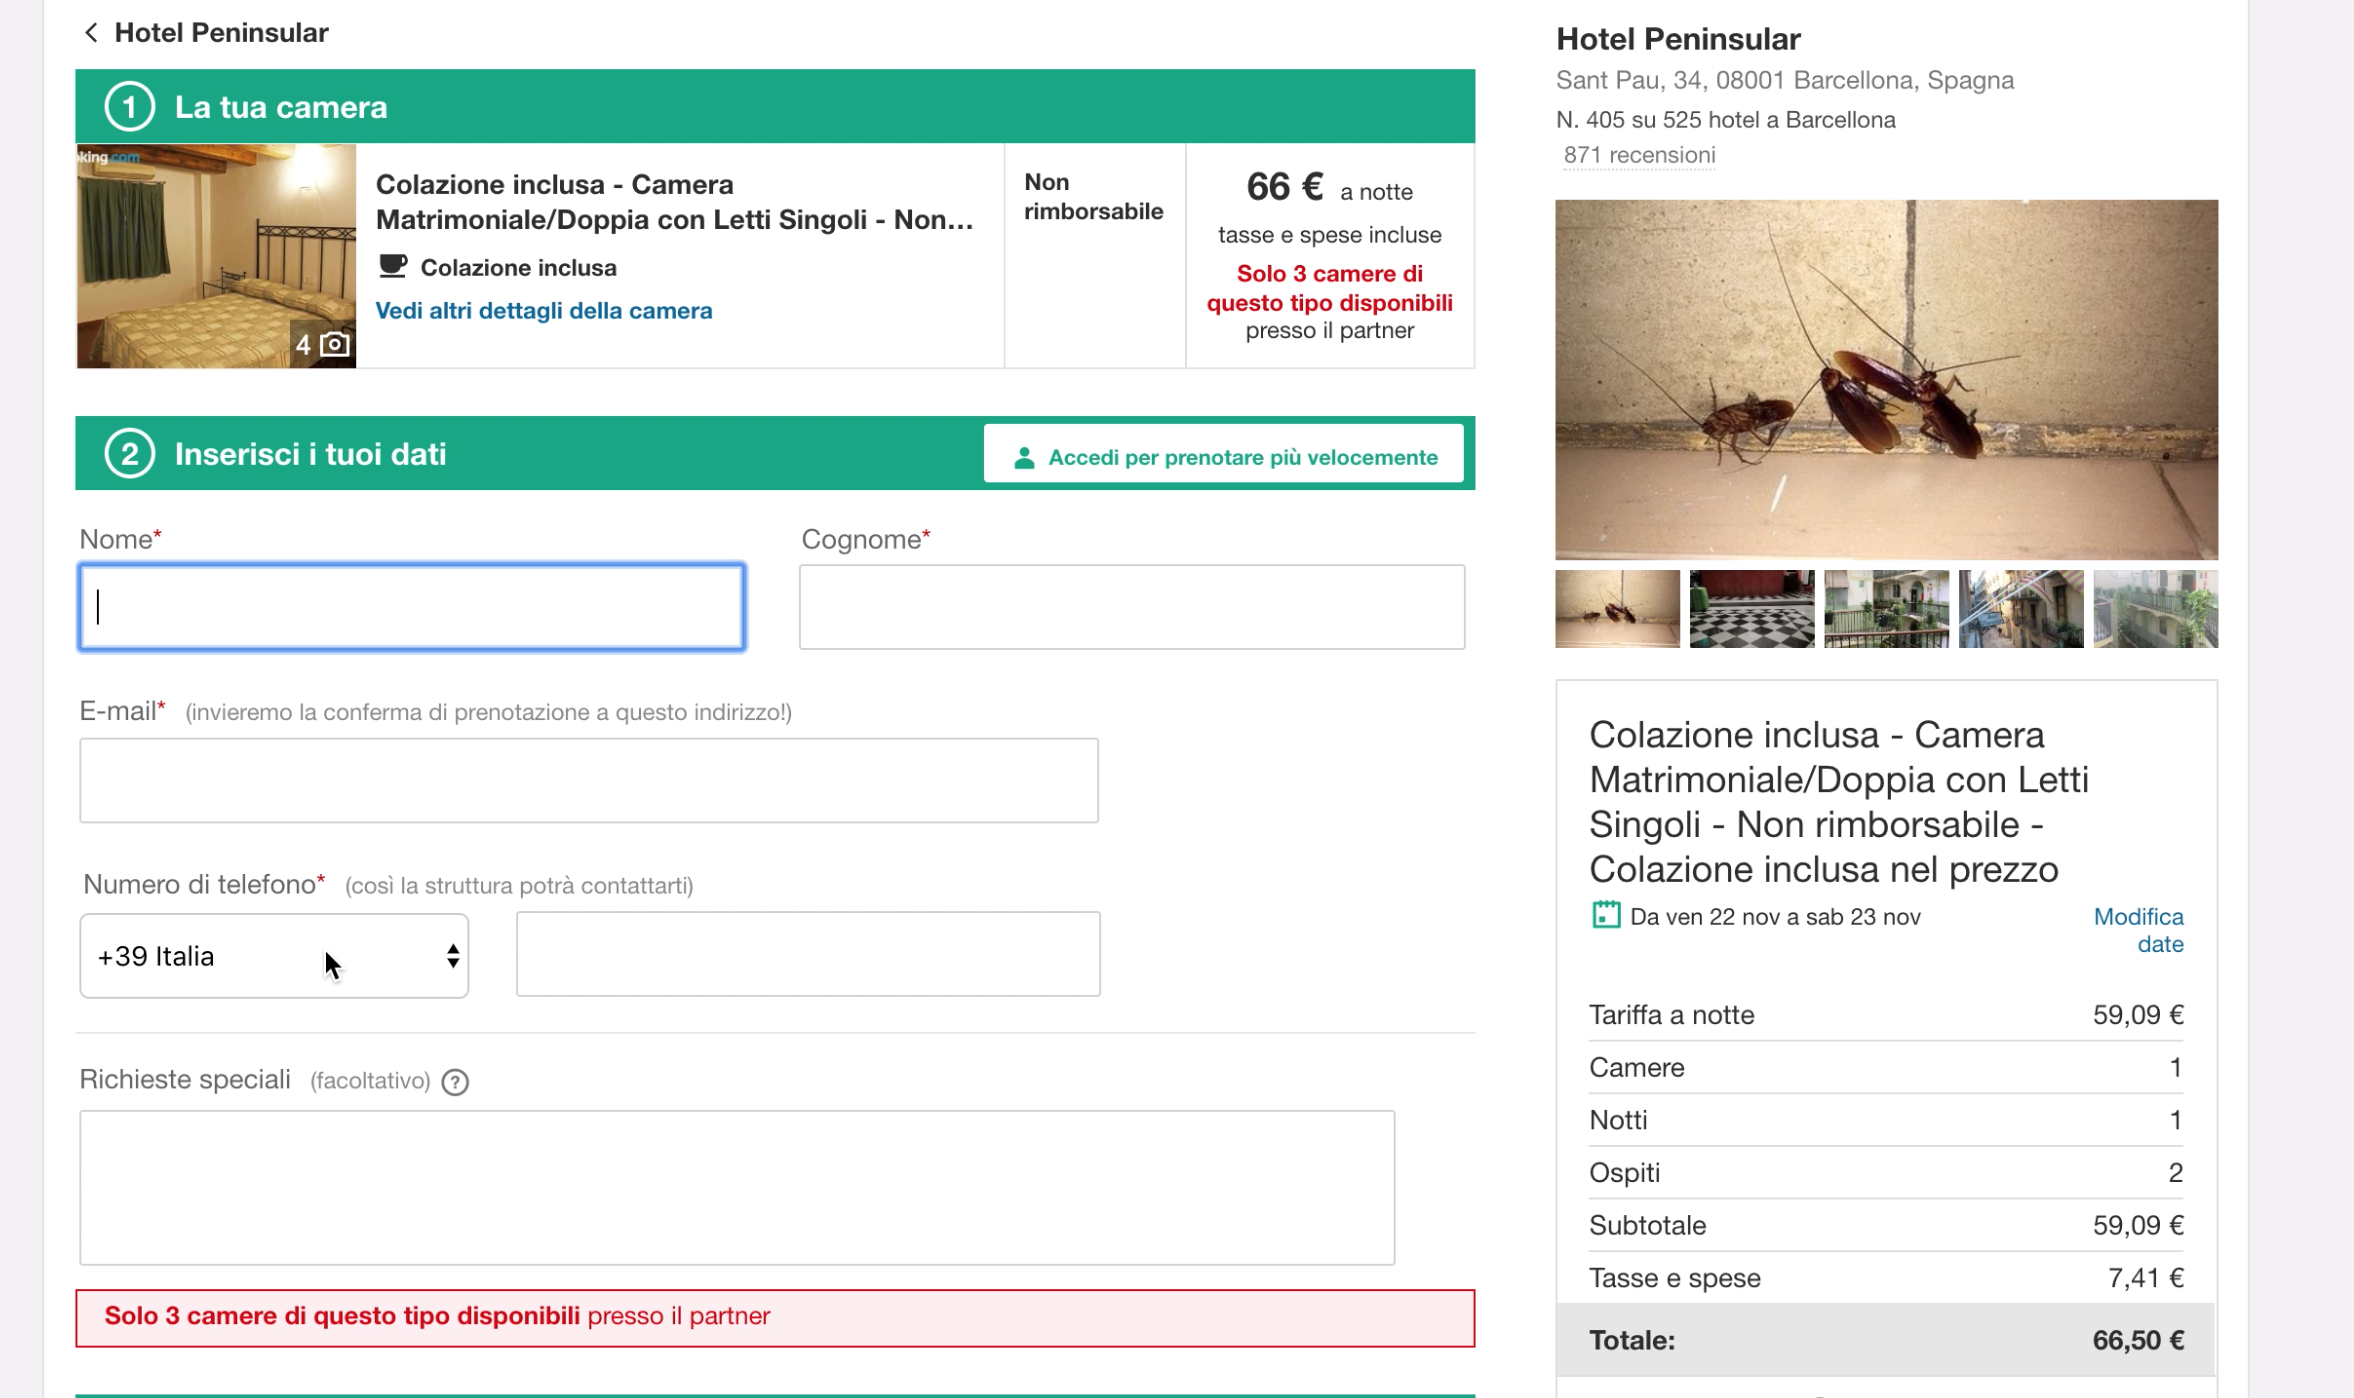 Hotel Peninsular
1 La tua camera
king.com
4
Colazione inclusa - Camera
Matrimoniale/Doppia con Letti Singoli - Non...
Colazione inclusa
Vedi altri dettagli della camera
Non
rimborsabile
66 € a notte
tasse e spese incluse
Solo 3 camere di
questo tipo disponibili
presso il partner
2 Inserisci i tuoi dati
Accedi per prenotare più velocemente
Nome*
Cognome*
E-mail* (invieremo la conferma di prenotazione a questo indirizzo!)
Numero di telefono* (così la struttura potrà contattarti)
+39 Italia
Richieste speciali (facoltativo) ?
Solo 3 camere di questo tipo disponibili presso il partner
Hotel Peninsular
Sant Pau, 34, 08001 Barcellona, Spagna
N. 405 su 525 hotel a Barcellona
871 recensioni
Colazione inclusa - Camera
Matrimoniale/Doppia con Letti
Singoli - Non rimborsabile -
Colazione inclusa nel prezzo
Da ven 22 nov a sab 23 nov
Modifica
date
Tariffa a notte 59,09 €
Camere 1
Notti 1
Ospiti 2
Subtotale 59,09 €
Tasse e spese 7,41 €
Totale: 66,50 €